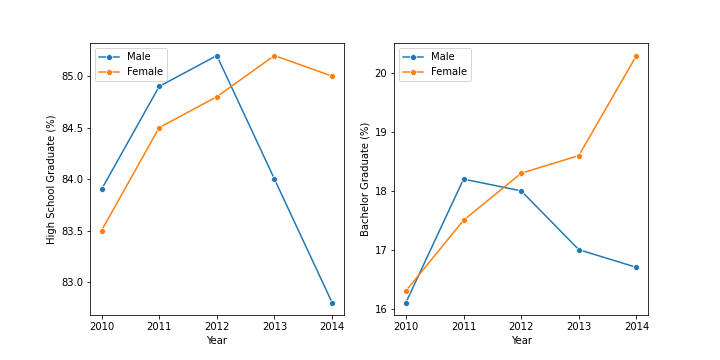 Male
Female
High School Graduate (%)
85.0
84.5
84.0
83.5
83.0
2010 2011 2012 2013 2014
Year
Male
Female
Bachelor Graduate (%)
20
19
18
17
16
2010 2011 2012 2013 2014
Year